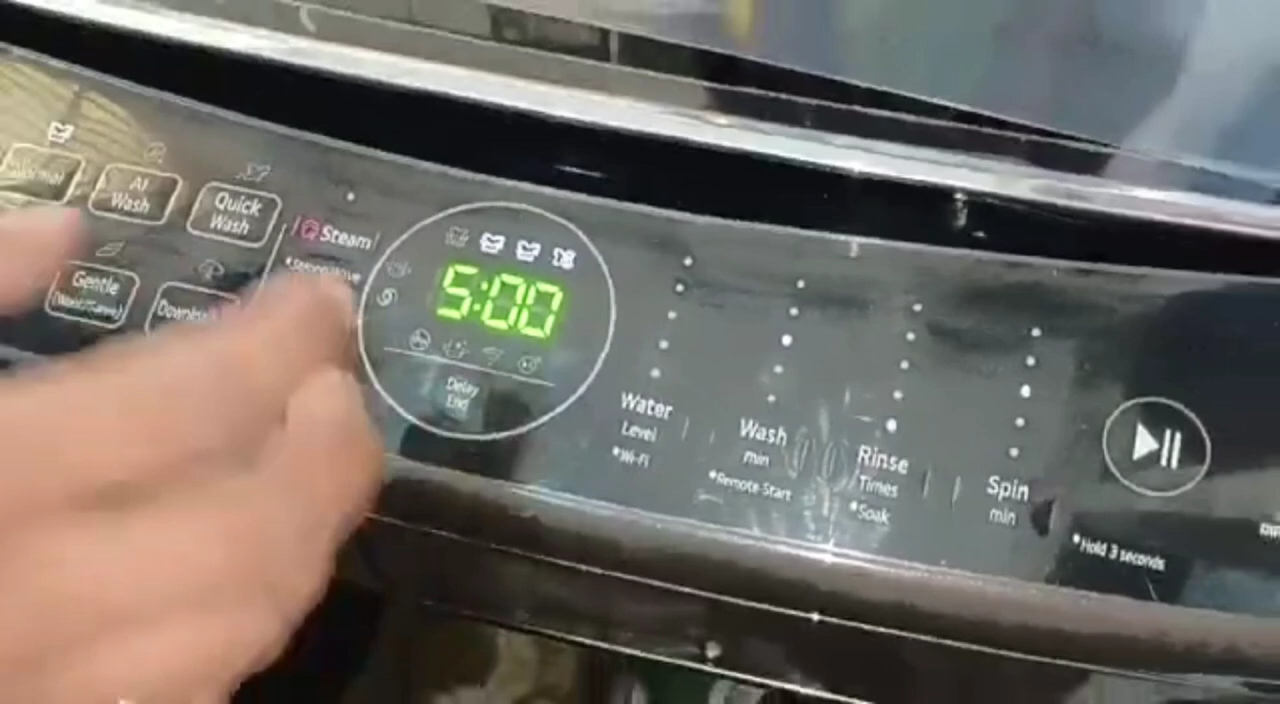 Normal
AI
Wash
Quick
Wash
Gentle
Steam
5:00
Delay
End
Water
Level
*Wi-Fi
Wash
min
*Remote Start
Rinse
Times
*Soak
Spin
min
*Hold 3 seconds